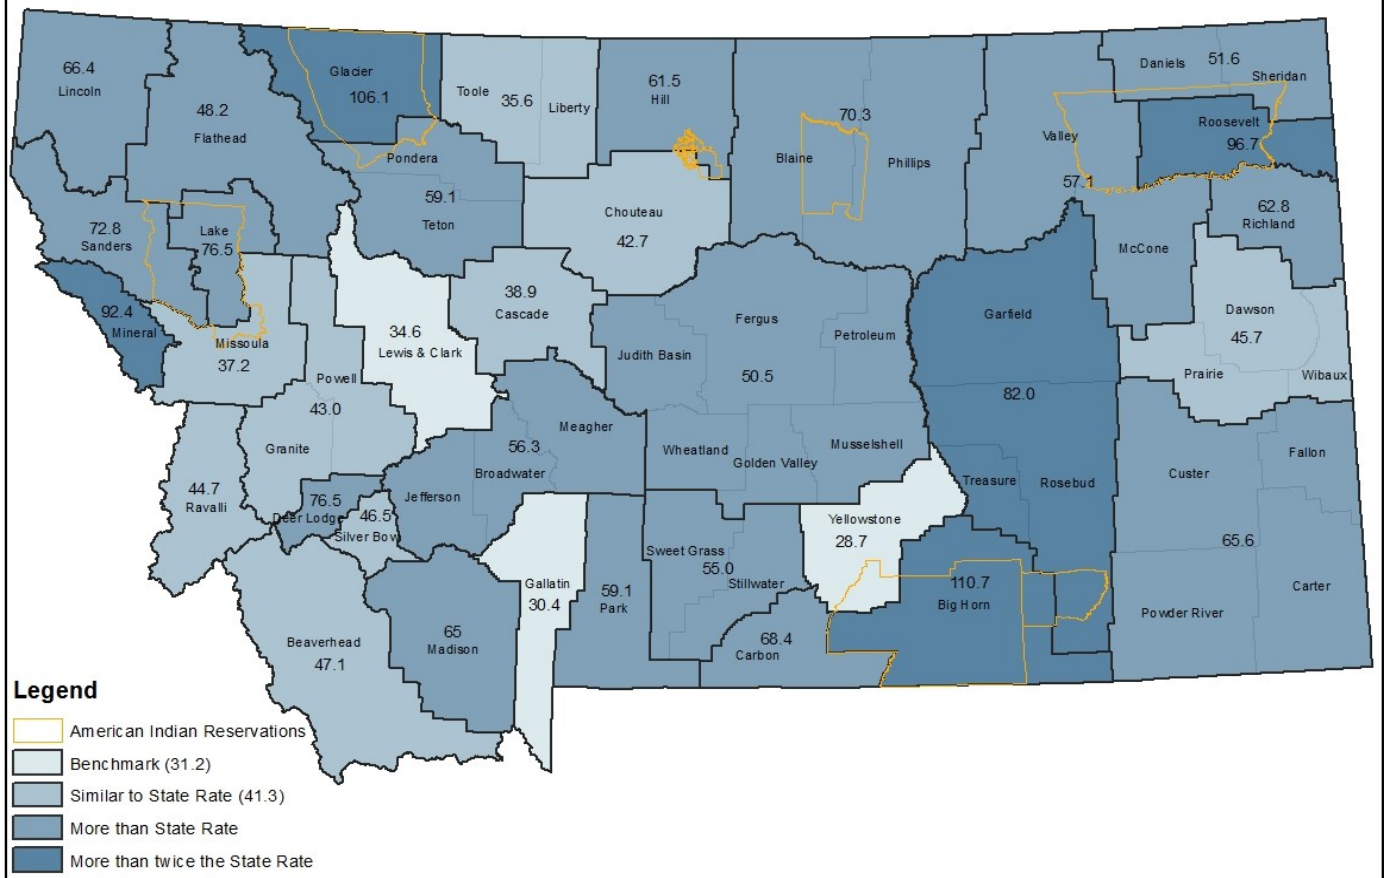 66.4
Lincoln
48.2
Flathead
Glacier
106.1
Toole
35.6
Liberty
61.5
Hill
70.3
Blaine
Phillips
Daniels
51.6
Sheridan
Valley
57.1
Roosevelt
96.7
Pondera
59.1
Teton
Chouteau
42.7
McCone
62.8
Richland
72.8
Sanders
Lake
76.5
92.4
Mineral
Missoula
37.2
34.6
Lewis & Clark
38.9
Cascade
Judith Basin
Fergus
50.5
Petroleum
Garfield
82.0
Dawson
45.7
Prairie
Wibaux
Powell
43.0
Granite
Meagher
56.3
Broadwater
Jefferson
Wheatland
Golden Valley
Musselshell
Treasure
Rosebud
Custer
Fallon
65.6
Carter
Powder River
44.7
Ravalli
76.5
Deer Lodge
46.5
Silver Bow
Gallatin
30.4
59.1
Park
Sweet Grass
55.0
Stillwater
Yellowstone
28.7
110.7
Big Horn
68.4
Carbon
Beaverhead
47.1
65
Madison
Legend
American Indian Reservations
Benchmark (31.2)
Similar to State Rate (41.3)
More than State Rate
More than twice the State Rate